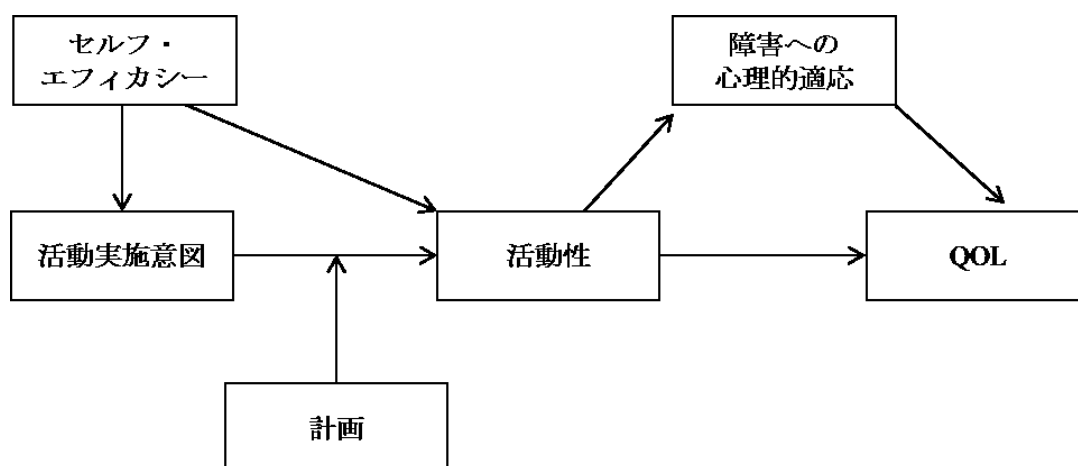 セルフ・
エフィカシー
障害への
心理的適応
活動実施意図
活動性
QOL
計画